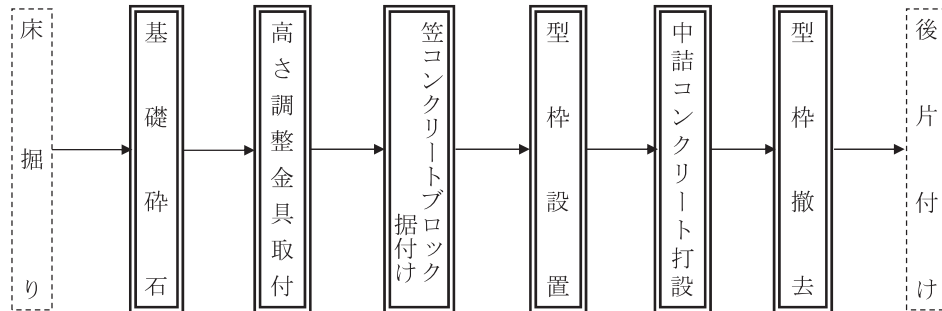 床掘り
基礎砕石
高さ調整金具取付
笠コンクリートブロック
据付け
型枠設置
中詰コンクリート打設
型枠撤去
後片付け